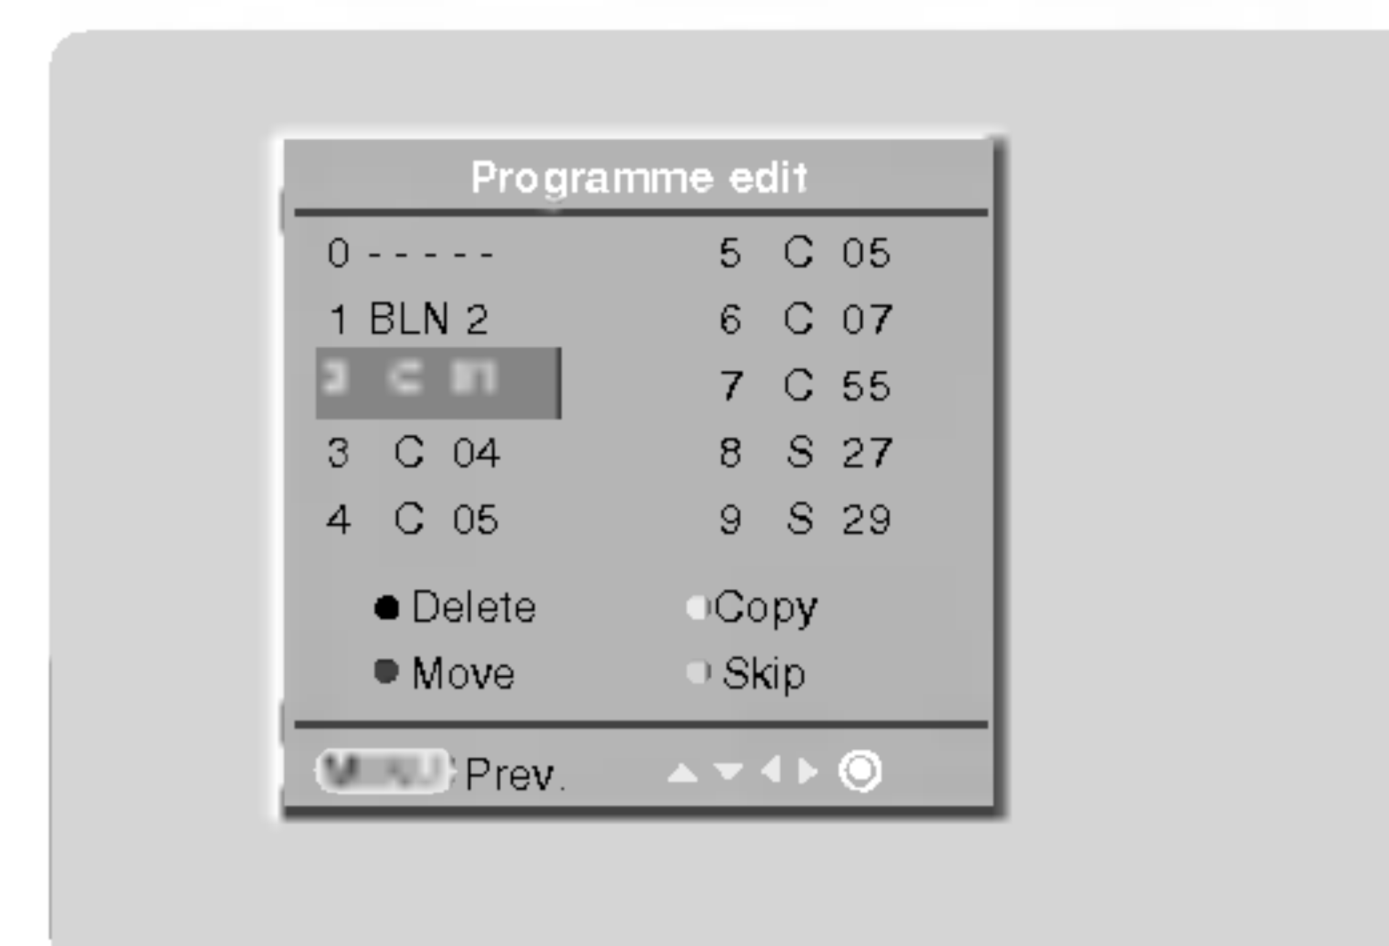 Programme edit
0 - - - - -
1 BLN 2
C
3 C 04
4 C 05
5 C 05
6 C 07
7 C 55
8 S 27
9 S 29
Delete
Copy
Move
Skip
MENU Prev.